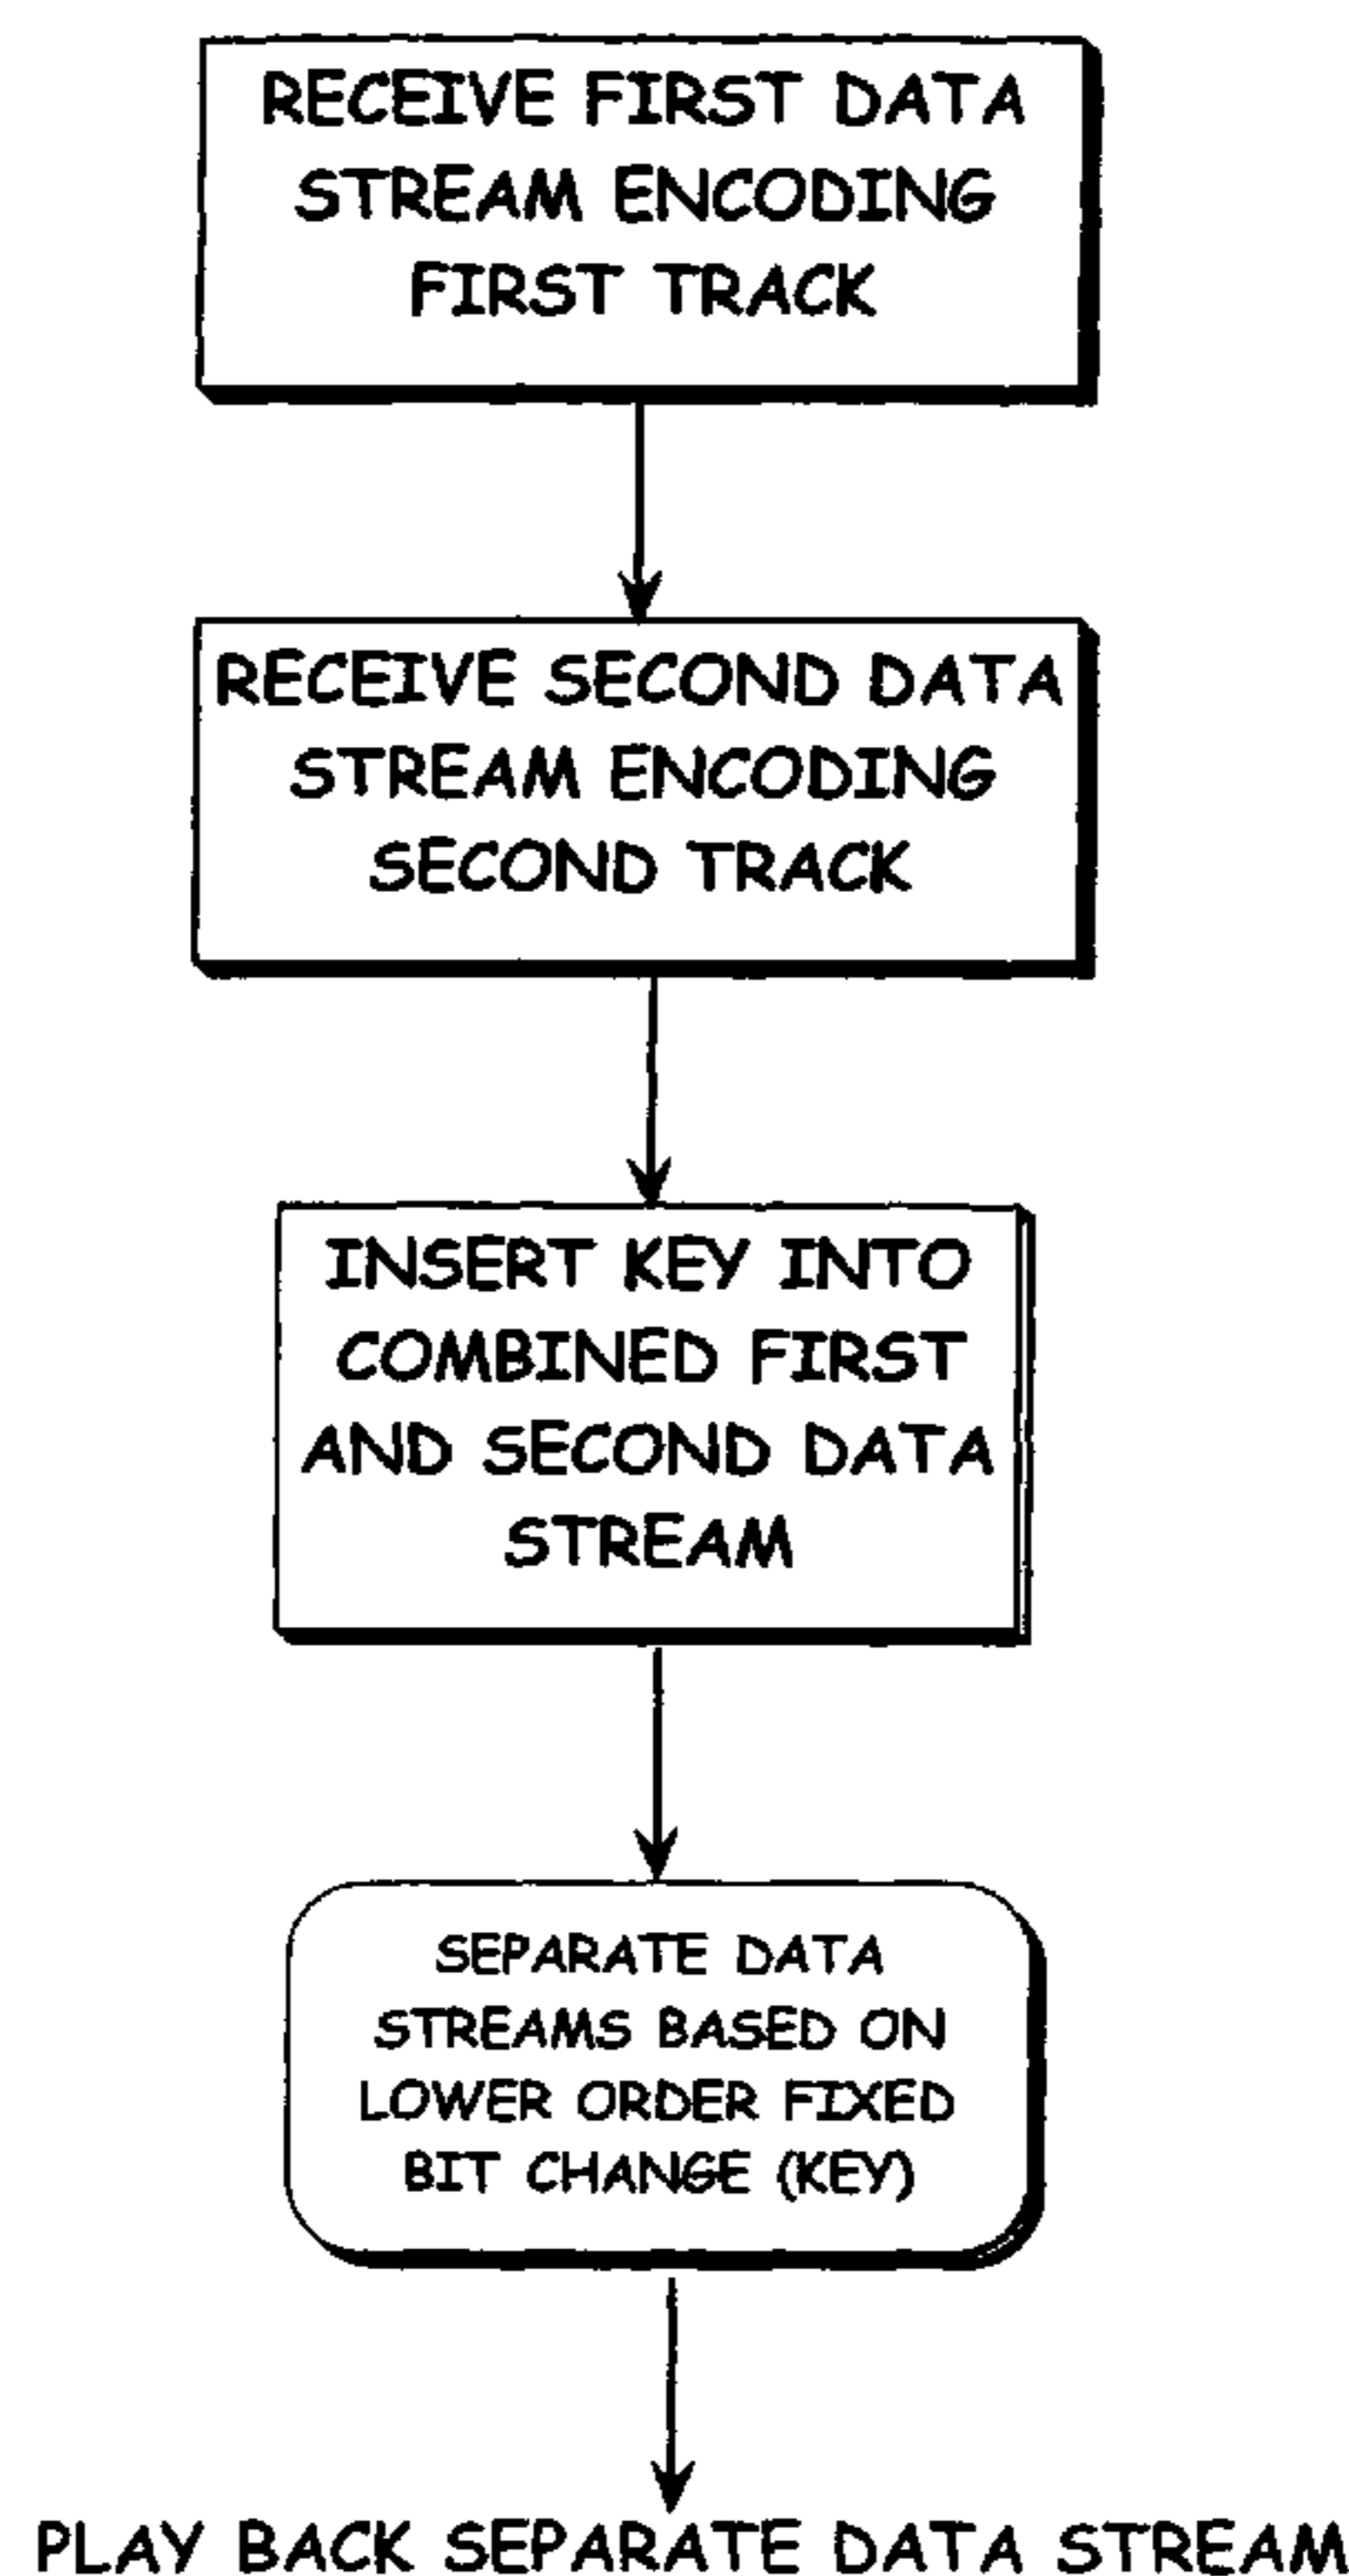 RECEIVE FIRST DATA
STREAM ENCODING
FIRST TRACK
RECEIVE SECOND DATA
STREAM ENCODING
SECOND TRACK
INSERT KEY INTO
COMBINED FIRST
AND SECOND DATA
STREAM
SEPARATE DATA
STREAMS BASED ON
LOWER ORDER FIXED
BIT CHANGE (KEY)
PLAY BACK SEPARATE DATA STREAM